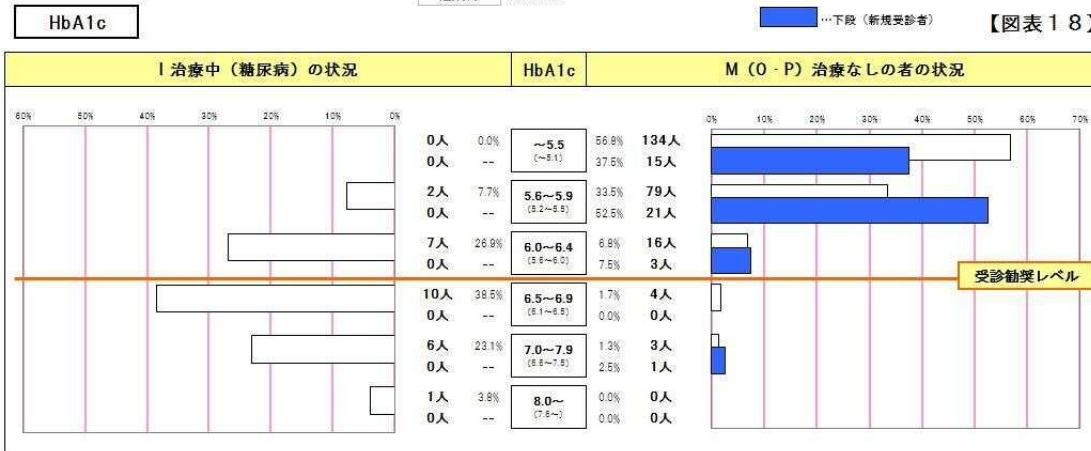 HbA1c
…下段（新規受診者）
【図表１８】
I 治療中（糖尿病）の状況
HbA1c
M（O‐P）治療なしの者の状況
60% 50% 40% 30% 20% 10% 0%
0% 10% 20% 30% 40% 50% 60% 70%
0人 0.0% ～5.5 56.8% 134人
0人 -- (～5.1) 37.5% 15人
2人 7.7% 5.6～5.9 33.5% 79人
0人 -- (5.2～5.5) 52.5% 21人
7人 26.9% 6.0～6.4 6.8% 16人
0人 -- (5.6～6.0) 7.5% 3人
受診勧奨レベル
10人 38.5% 6.5～6.9 1.7% 4人
0人 -- (6.1～6.5) 0.0% 0人
6人 23.1% 7.0～7.9 1.3% 3人
0人 -- (6.6～7.5) 2.5% 1人
1人 3.8% 8.0～ 0.0% 0人
0人 -- (7.6～) 0.0% 0人